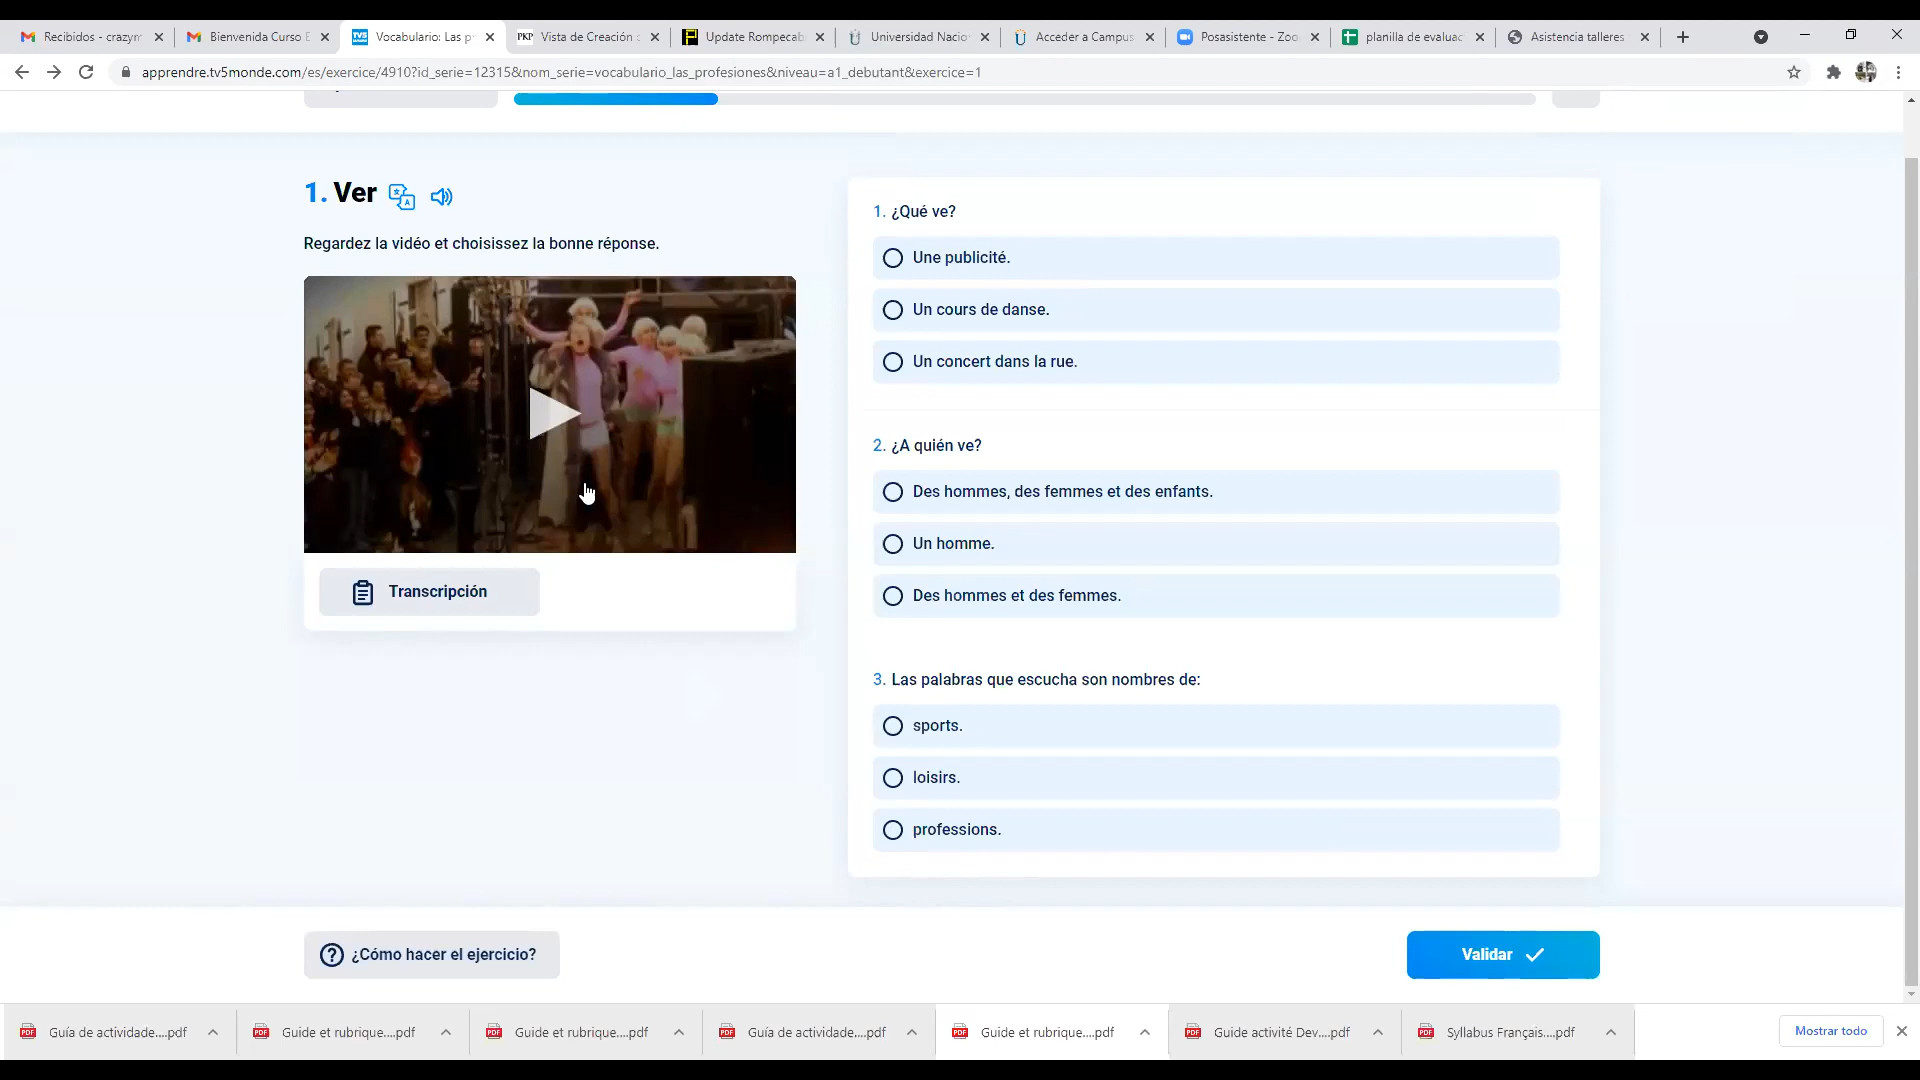 Recibidos - crazym
Bienvenida Curso E
Vocabulario: Las p
Vista de Creación
Update Rompecab
Universidad Nacio
Acceder a Campus
Posasistente - Zoo
planilla de evaluac
Asistencia talleres
apprendre.tv5monde.com/es/exercice/4910?id_serie=12315&nom_serie=vocabulario_las_profesiones&niveau=a1_debutant&exercice=1
1. Ver
Regardez la vidéo et choisissez la bonne réponse.
Transcripción
1. ¿Qué ve?
Une publicité.
Un cours de danse.
Un concert dans la rue.
2. ¿A quién ve?
Des hommes, des femmes et des enfants.
Un homme.
Des hommes et des femmes.
3. Las palabras que escucha son nombres de:
sports.
loisirs.
professions.
¿Cómo hacer el ejercicio?
Validar
Guía de actividade....pdf
Guide et rubrique....pdf
Guide et rubrique....pdf
Guía de actividade....pdf
Guide et rubrique....pdf
Guide activité Dev....pdf
Syllabus Français....pdf
Mostrar todo